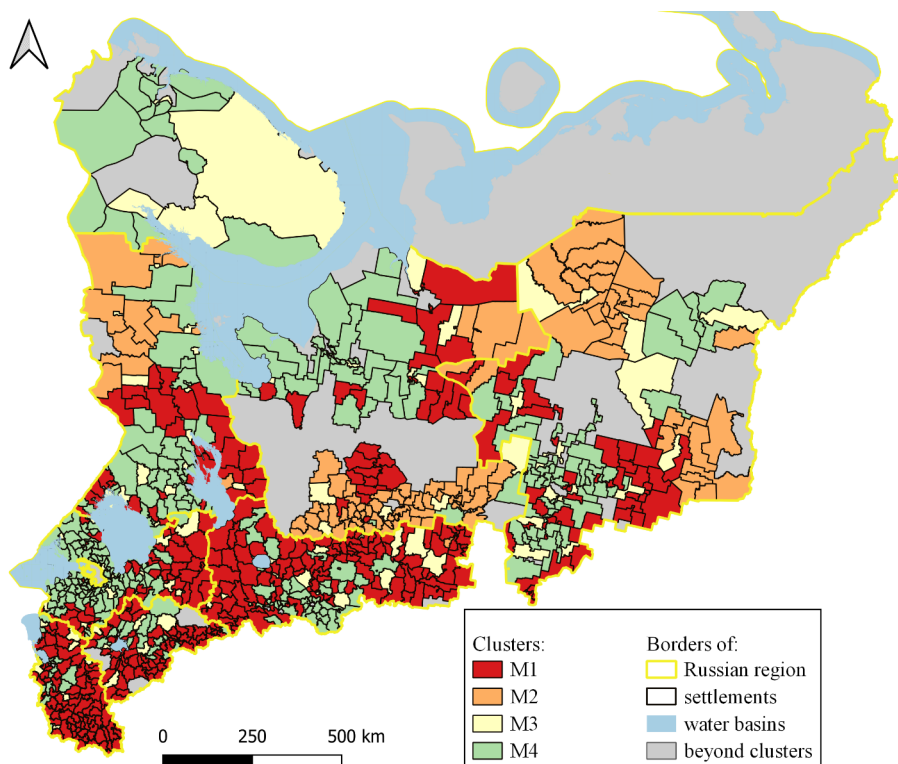 Clusters:
M1
M2
M3
M4
Borders of:
Russian region
settlements
water basins
beyond clusters
0 250 500 km